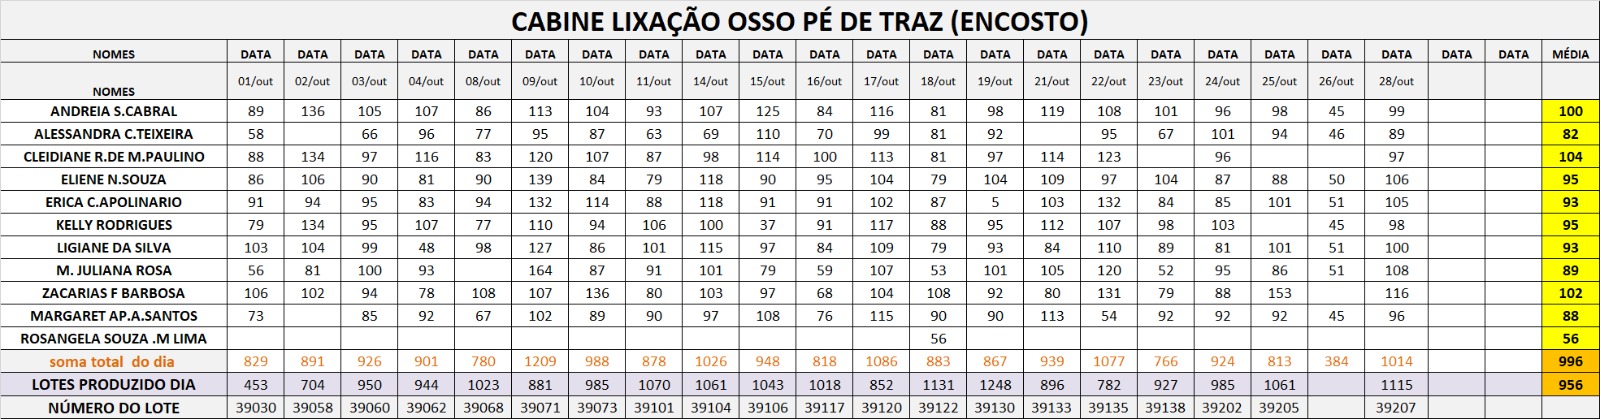 CABINE LIXAÇÃO OSSO PÉ DE TRAZ (ENCOSTO)
NOMES DATA DATA DATA DATA DATA DATA DATA DATA DATA DATA DATA DATA DATA DATA DATA DATA DATA DATA DATA DATA DATA DATA DATA MÉDIA
NOMES 01/out 02/out 03/out 04/out 08/out 09/out 10/out 11/out 14/out 15/out 16/out 17/out 18/out 19/out 21/out 22/out 23/out 24/out 25/out 26/out 28/out
ANDREIA S.CABRAL 89 136 105 107 86 113 104 93 107 125 84 116 81 98 119 108 101 96 98 45 99 100
ALESSANDRA C.TEIXEIRA 58 66 96 77 95 87 63 69 110 70 99 81 92 95 67 101 94 46 89 82
CLEIDIANE R.DE M.PAULINO 88 134 97 116 83 120 107 87 98 114 100 113 81 97 114 123 96 97 104
ELIENE N.SOUZA 86 106 90 81 90 139 84 79 118 90 95 104 79 104 109 97 104 87 88 50 106 95
ERICA C.APOLINARIO 91 94 95 83 94 132 114 88 118 91 91 102 87 5 103 132 84 85 101 51 105 93
KELLY RODRIGUES 79 134 95 107 77 110 94 106 100 37 91 117 88 95 112 107 98 103 45 98 95
LIGIANE DA SILVA 103 104 99 48 98 127 86 101 115 97 84 109 79 93 84 110 89 81 101 51 100 93
M. JULIANA ROSA 56 81 100 93 164 87 91 101 79 59 107 53 101 105 120 52 95 86 51 108 89
ZACARIAS F BARBOSA 106 102 94 78 108 107 136 80 103 97 68 104 108 92 80 131 79 88 153 116 102
MARGARET AP.A.SANTOS 73 85 92 67 102 89 90 97 108 76 115 90 90 113 54 92 92 92 45 96 88
ROSANGELA SOUZA .M LIMA 56 56
soma total do dia 829 891 926 901 780 1209 988 878 1026 948 818 1086 883 867 939 1077 766 924 813 384 1014 996
LOTES PRODUZIDO DIA 453 704 950 944 1023 881 985 1070 1061 1043 1018 852 1131 1248 896 782 927 985 1061 1115 956
NÚMERO DO LOTE 39030 39058 39060 39062 39068 39071 39073 39101 39104 39106 39117 39120 39122 39130 39133 39135 39138 39202 39205 39207